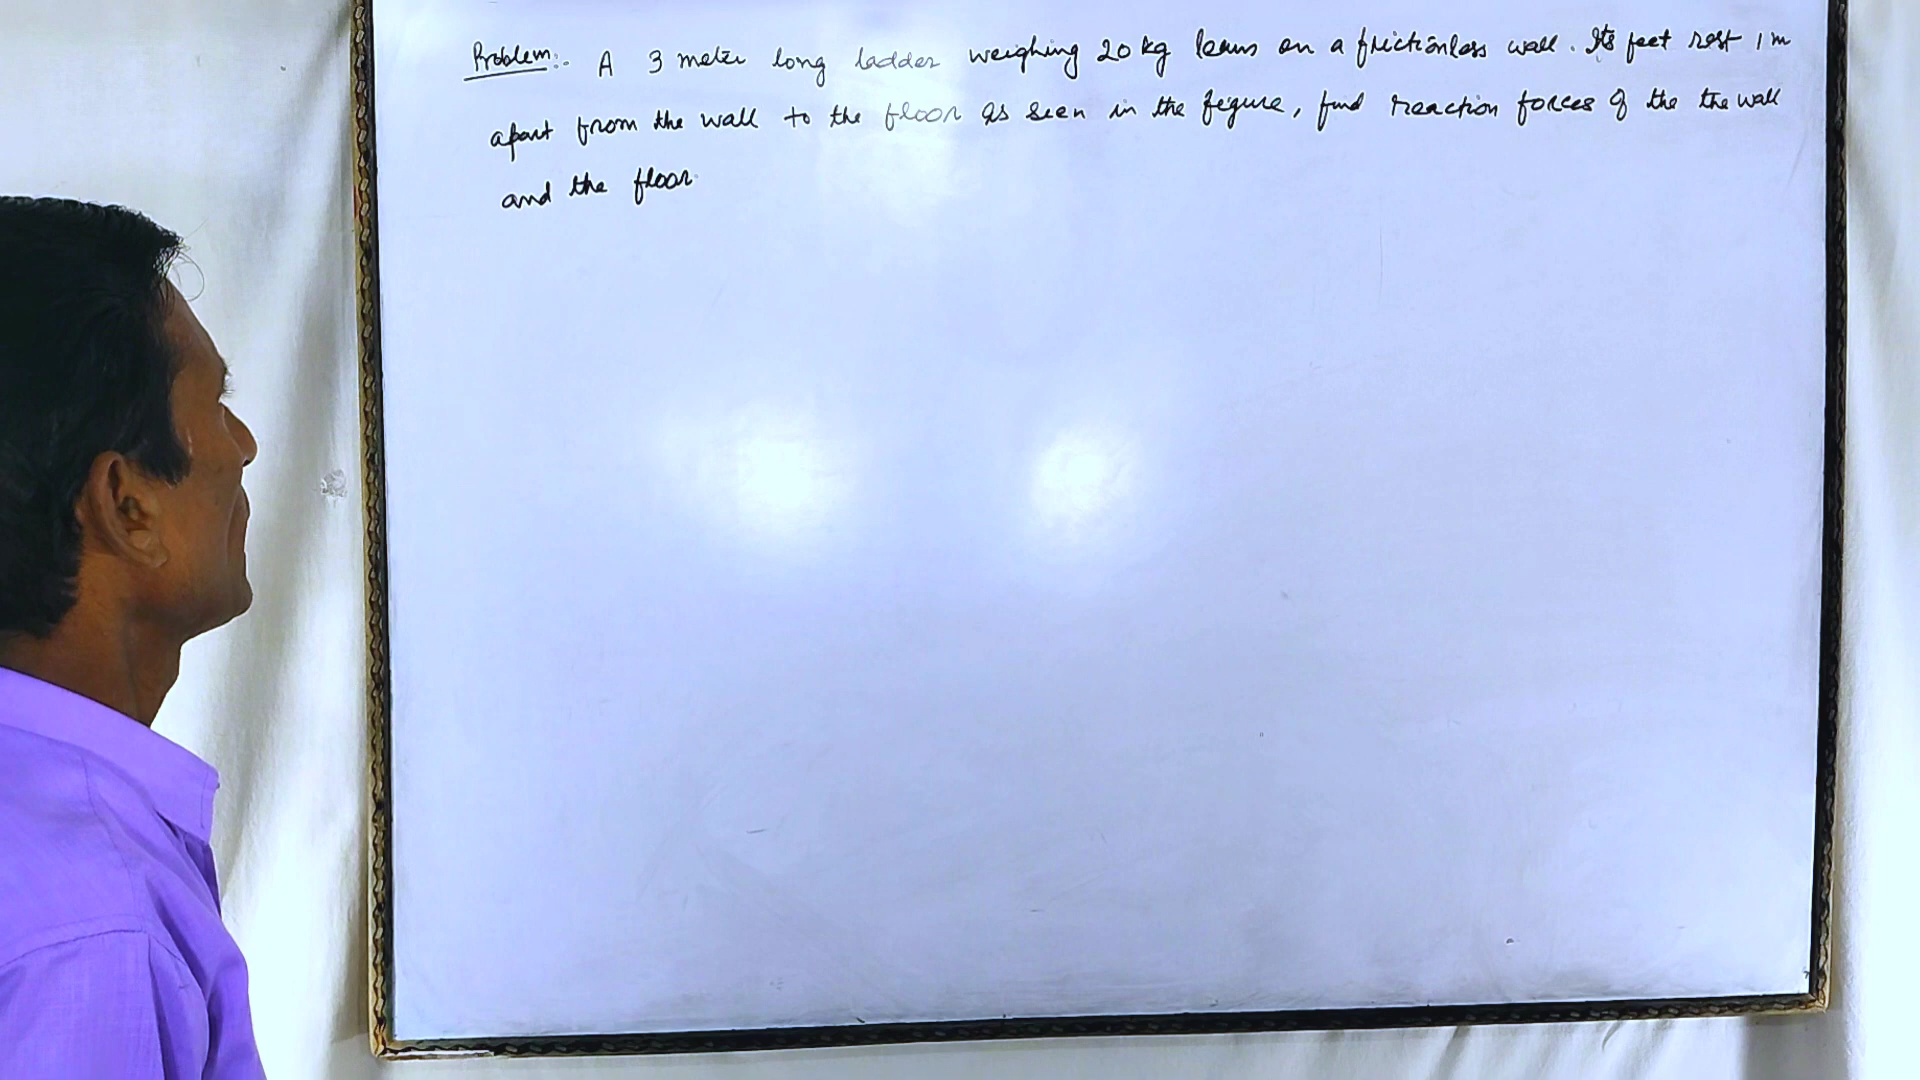 Problem:- A 3 meter long ladder weighing 20 kg leans on a frictionless wall. Its feet rest 1 m
apart from the wall to the floor as seen in the figure, find reaction forces of the the wall
and the floor